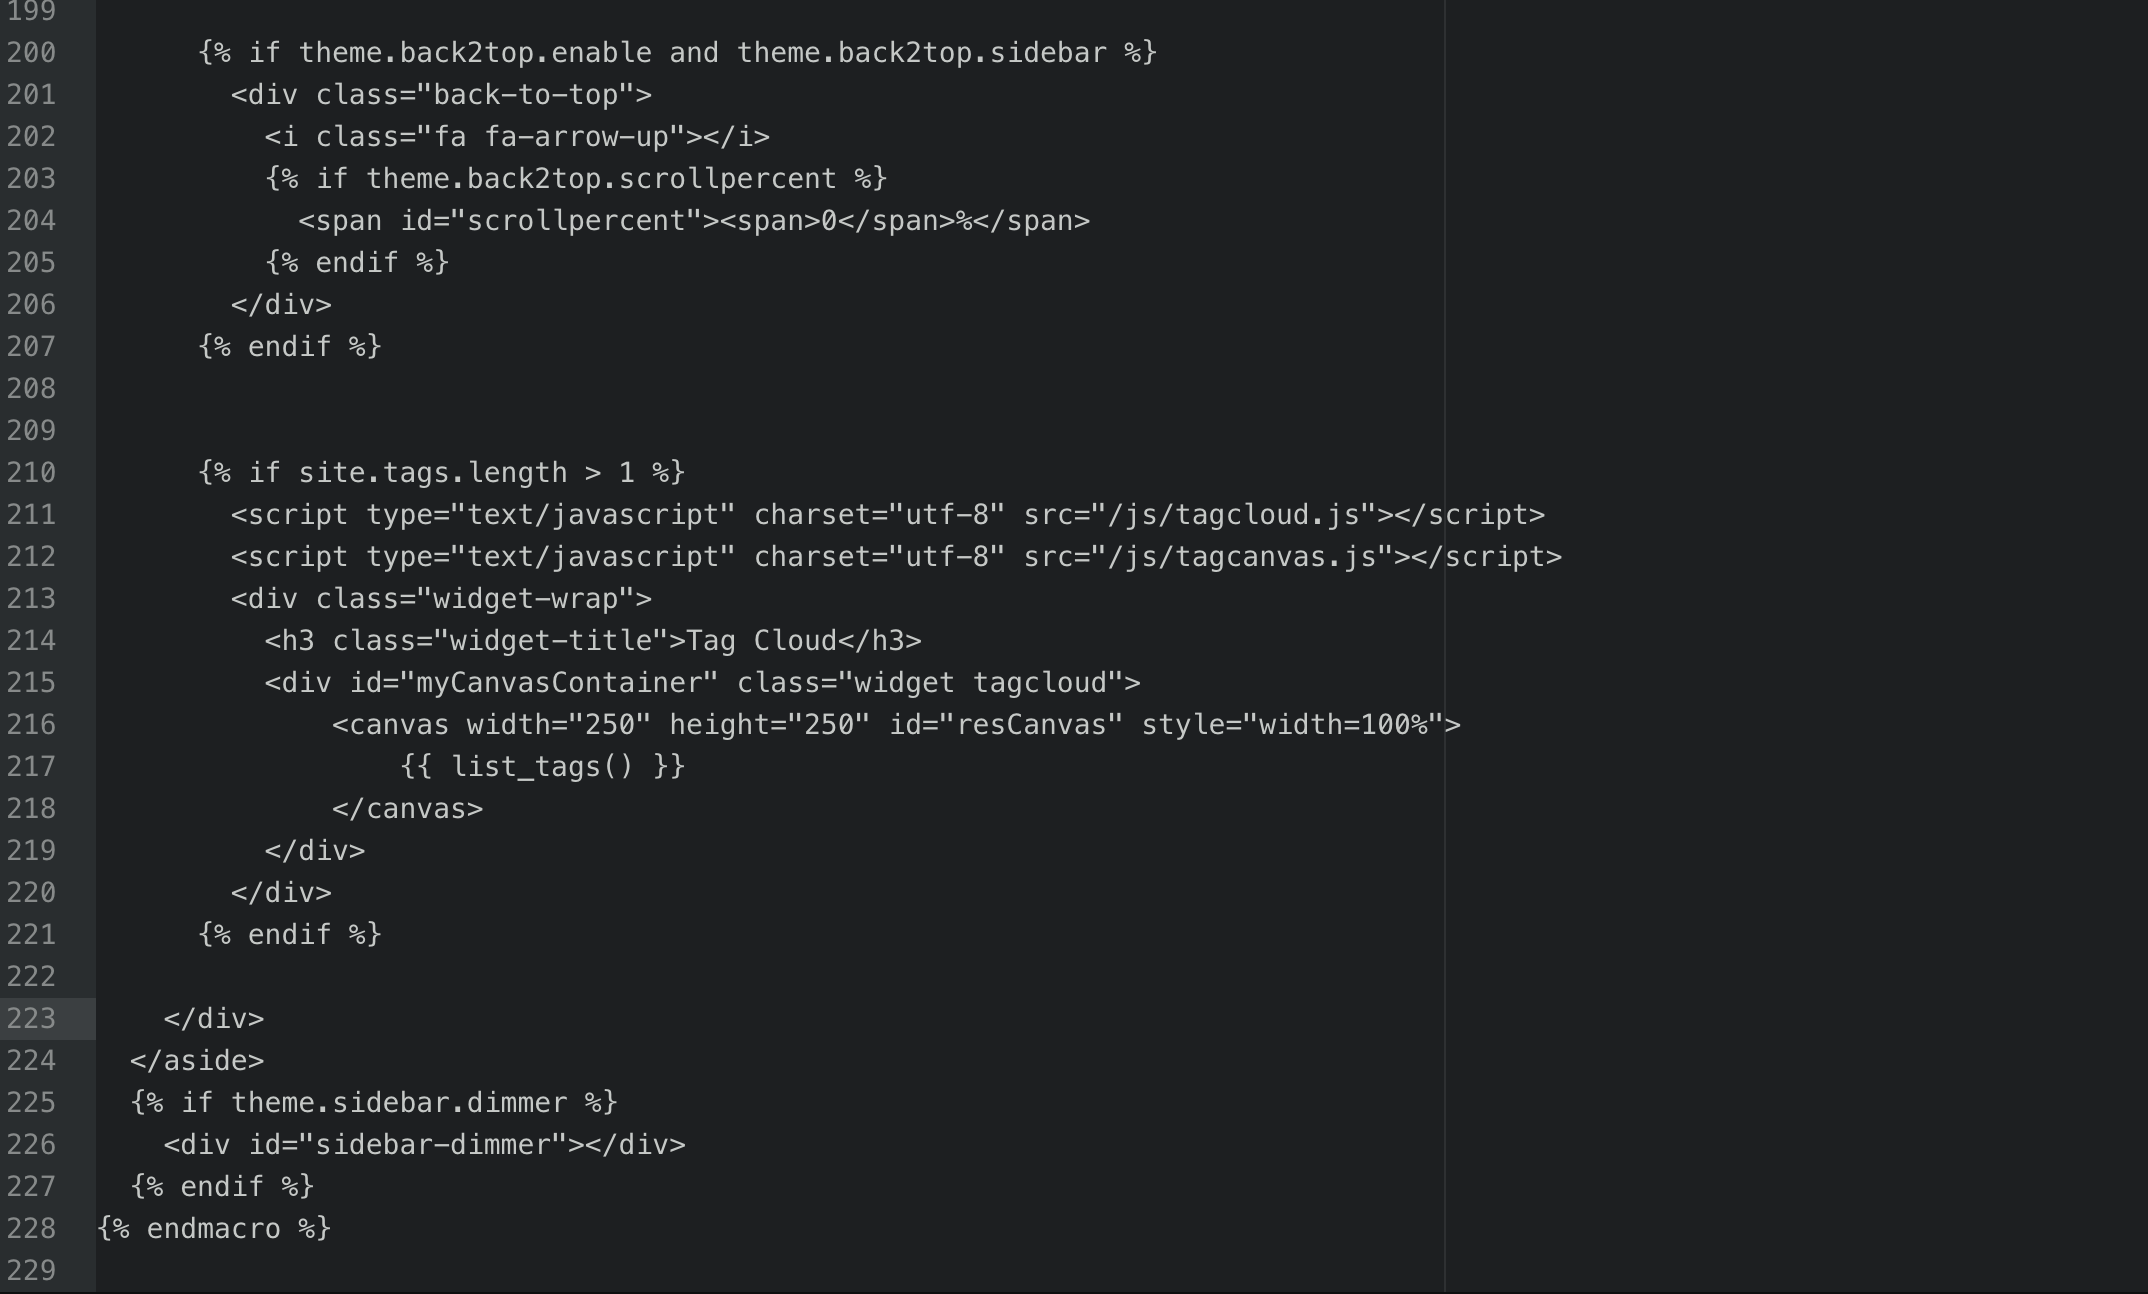 199
200 {% if theme.back2top.enable and theme.back2top.sidebar %}
201 <div class="back-to-top">
202 <i class="fa fa-arrow-up"></i>
203 {% if theme.back2top.scrollpercent %}
204 <span id="scrollpercent"><span>0</span>%</span>
205 {% endif %}
206 </div>
207 {% endif %}
208
209
210 {% if site.tags.length > 1 %}
211 <script type="text/javascript" charset="utf-8" src="/js/tagcloud.js"></script>
212 <script type="text/javascript" charset="utf-8" src="/js/tagcanvas.js"></script>
213 <div class="widget-wrap">
214 <h3 class="widget-title">Tag Cloud</h3>
215 <div id="myCanvasContainer" class="widget tagcloud">
216 <canvas width="250" height="250" id="resCanvas" style="width=100%">
217 {{ list_tags() }}
218 </canvas>
219 </div>
220 </div>
221 {% endif %}
222
223 </div>
224 </aside>
225 {% if theme.sidebar.dimmer %}
226 <div id="sidebar-dimmer"></div>
227 {% endif %}
228 {% endmacro %}
229